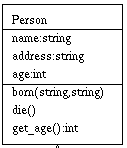 Person
name:string
address:string
age:int
born(string,string)
die()
get_age():int